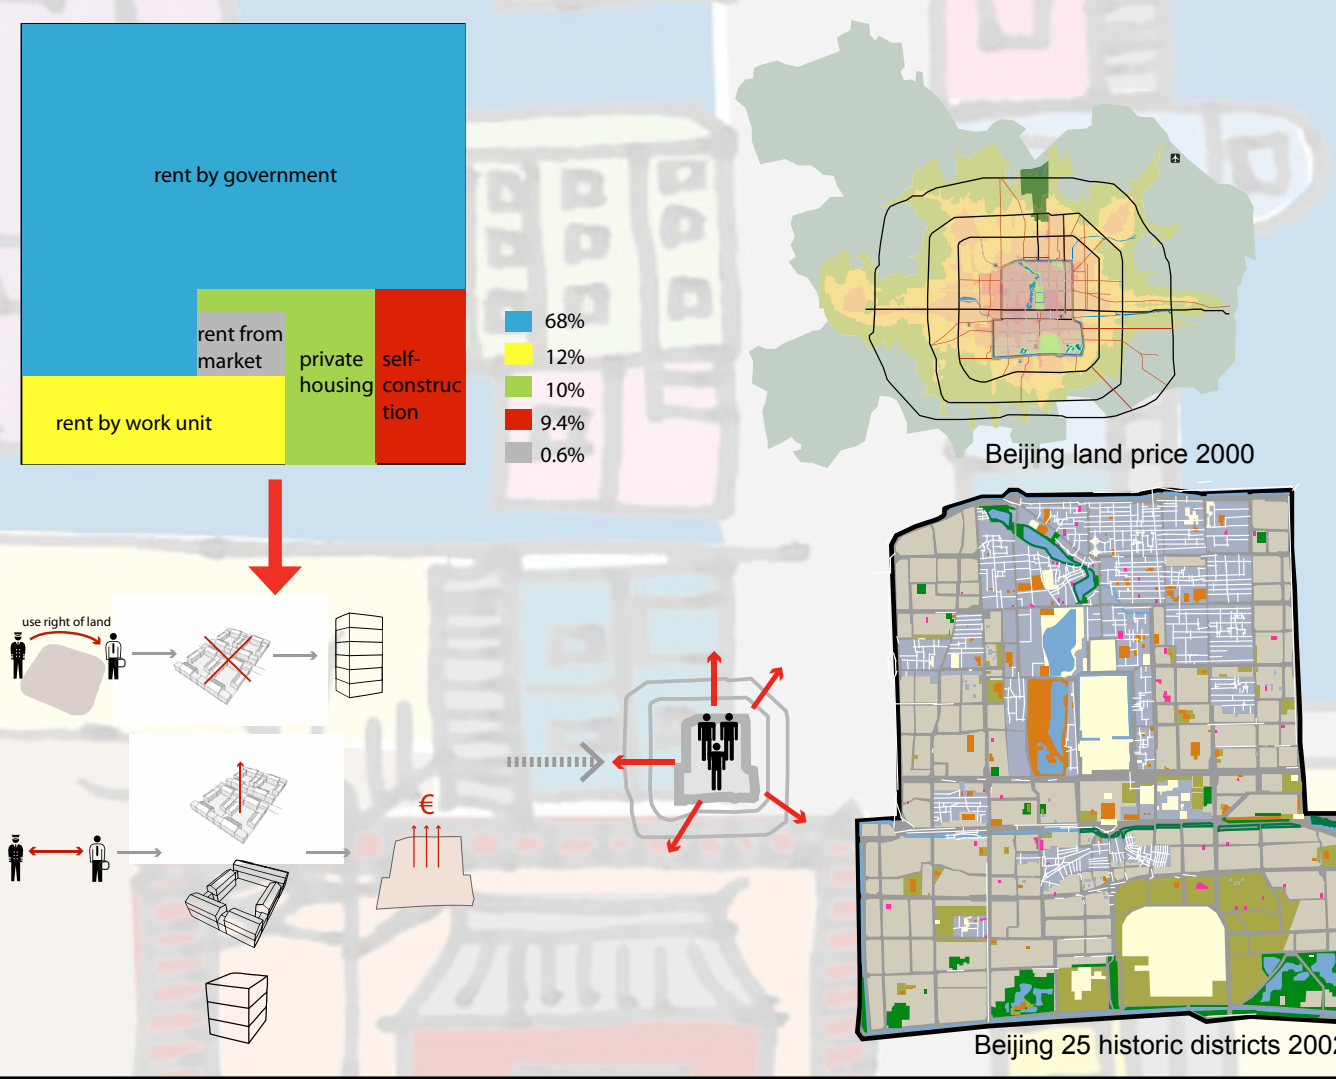 rent by government
rent from
market
private
housing
self-
construc
tion
rent by work unit
68%
12%
10%
9.4%
0.6%
Beijing land price 2000
use right of land
€
Beijing 25 historic districts 2002